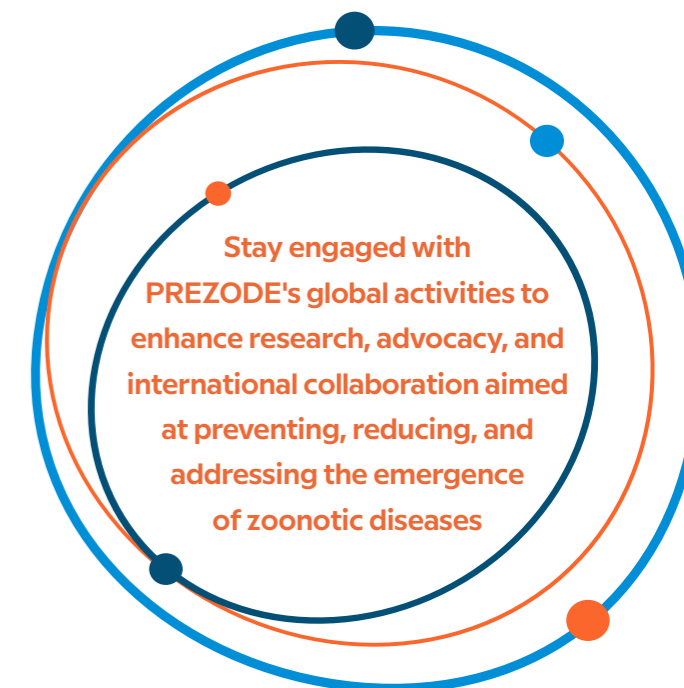 Stay engaged with
PREZODE's global activities to
enhance research, advocacy, and
international collaboration aimed
at preventing, reducing, and
addressing the emergence
of zoonotic diseases